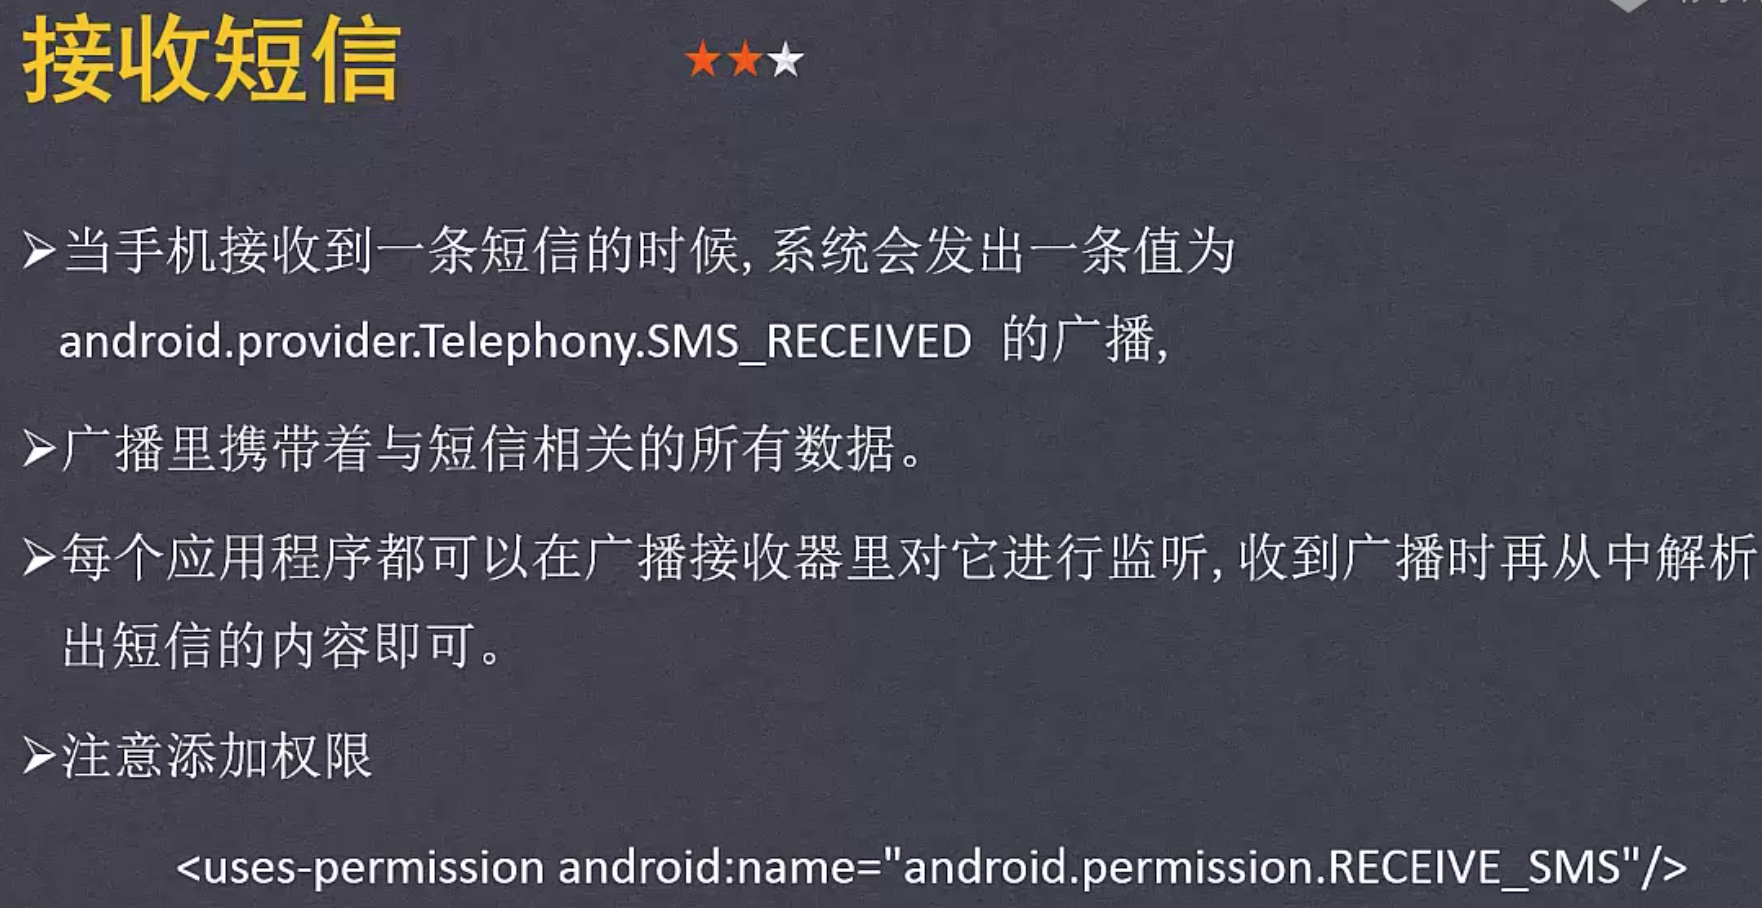 接收短信
➢当手机接收到一条短信的时候,系统会发出一条值为
android.provider.Telephony.SMS_RECEIVED 的广播,
➢广播里携带着与短信相关的所有数据。
➢每个应用程序都可以在广播接收器里对它进行监听,收到广播时再从中解析
出短信的内容即可。
➢注意添加权限
<uses-permission android:name="android.permission.RECEIVE_SMS"/>